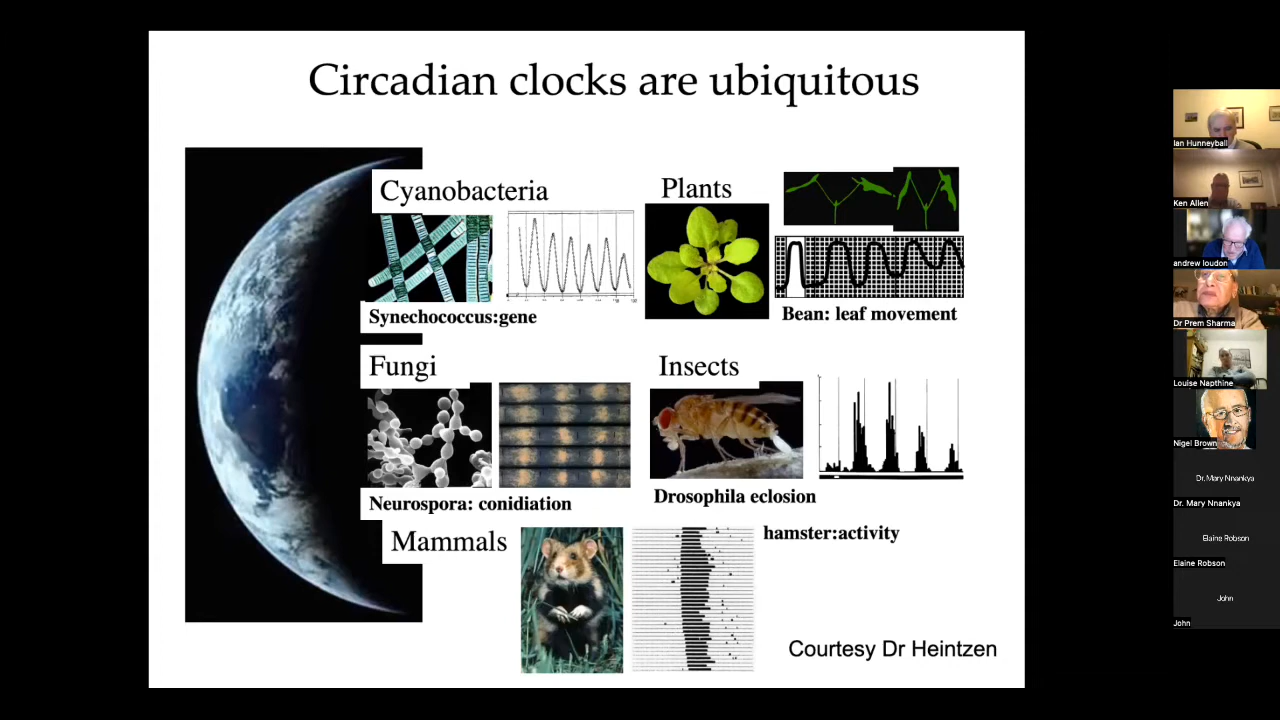 Circadian clocks are ubiquitous
Cyanobacteria
Synechococcus:gene
Plants
Bean: leaf movement
Fungi
Neurospora: conidiation
Insects
Drosophila eclosion
Mammals
hamster:activity
Courtesy Dr Heintzen
Ian Hunneyball
Ken Allen
andrew loudon
Dr Prem Sharma
Louise Napthine
Nigel Brown
Dr. Mary Nnankya
Dr. Mary Nnankya
Elaine Robson
Elaine Robson
John
John